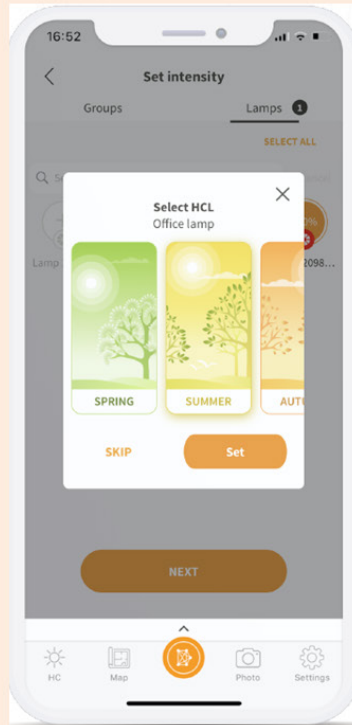 16:52
Set intensity
Groups
Lamps 1
SELECT ALL
Select HCL
Office lamp
Lamp
2098...
SPRING
SUMMER
SKIP
Set
NEXT
HC
Map
Photo
Settings